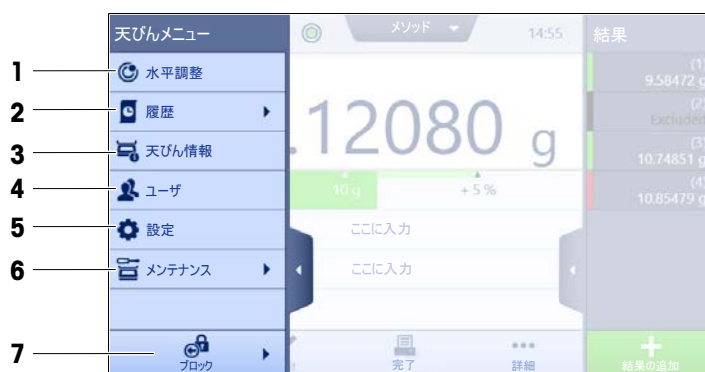 天びんメニュー
メソッド
14:55
結果
1
水平調整
(1)
9.58472 g
2
履歴
(2)
Excluded
.12080 g
3
天びん情報
(3)
10.74851 g
4
ユーザ
10 g
+ 5 %
(4)
10.85479 g
5
設定
ここに入力
6
メンテナンス
ここに入力
7
ブロック
完了
詳細
結果の追加